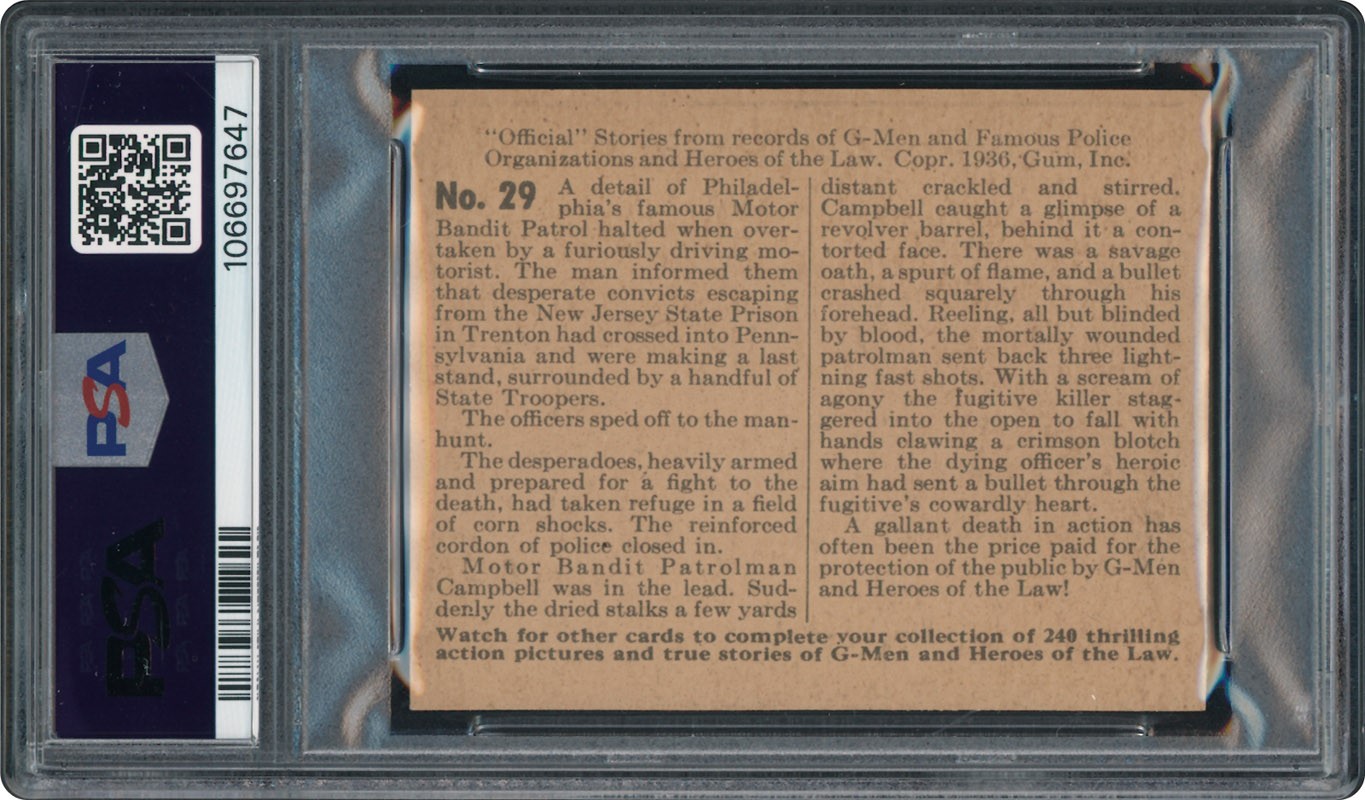 "Official" Stories from records of G-Men and Famous Police
Organizations and Heroes of the Law. Copr. 1936, Gum, Inc.
No. 29 A detail of Philadel-
phia's famous Motor
Bandit Patrol halted when over-
taken by a furiously driving mo-
torist. The man informed them
that desperate convicts escaping
from the New Jersey State Prison
in Trenton had crossed into Penn-
sylvania and were making a last
stand, surrounded by a handful of
State Troopers.
The officers sped off to the man-
hunt.
The desperadoes, heavily armed
and prepared for a fight to the
death, had taken refuge in a field
of corn shocks. The reinforced
cordon of police closed in.
Motor Bandit Patrolman
Campbell was in the lead. Sud-
denly the dried stalks a few yards
distant crackled and stirred.
Campbell caught a glimpse of a
revolver barrel, behind it a con-
torted face. There was a savage
oath, a spurt of flame, and a bullet
crashed squarely through his
forehead. Reeling, all but blinded
by blood, the mortally wounded
patrolman sent back three light-
ning fast shots. With a scream of
agony the fugitive killer stag-
gered into the open to fall with
hands clawing a crimson blotch
where the dying officer's heroic
aim had sent a bullet through the
fugitive's cowardly heart.
A gallant death in action has
often been the price paid for the
protection of the public by G-Men
and Heroes of the Law!
Watch for other cards to complete your collection of 240 thrilling
action pictures and true stories of G-Men and Heroes of the Law.
106697647
PSA
PSA